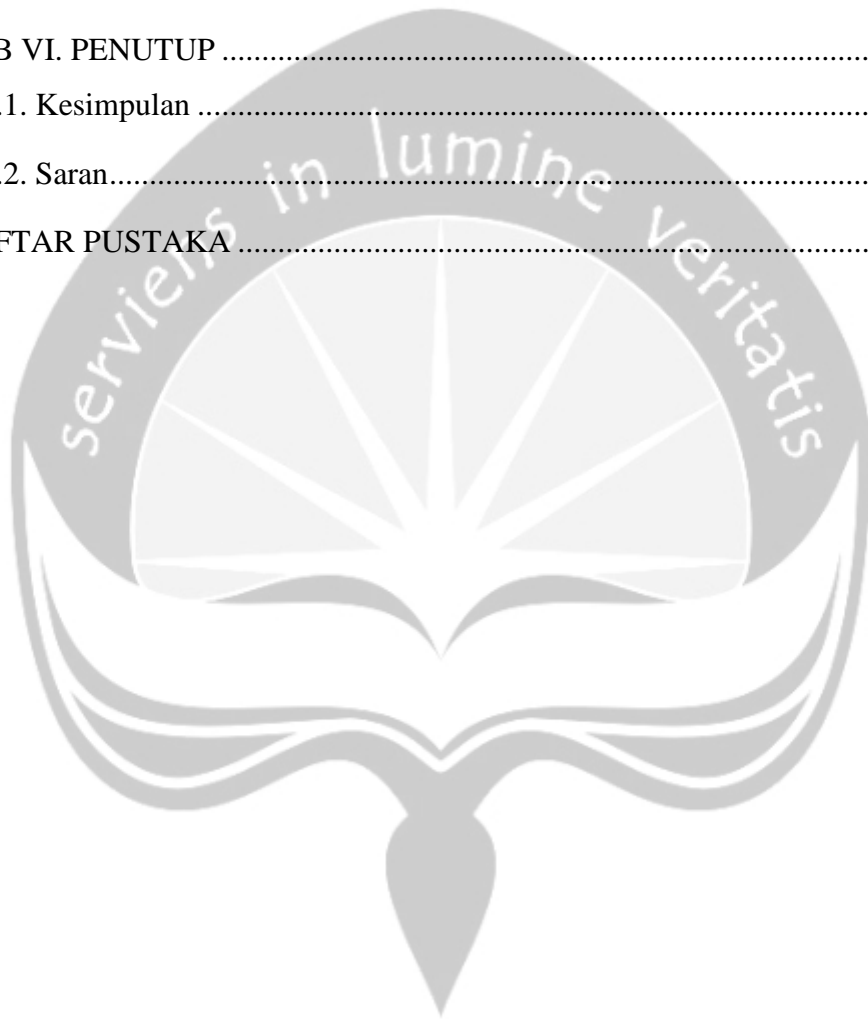 B VI. PENUTUP ........................................................................................
.1. Kesimpulan ...........................................................................................
.2. Saran......................................................................................................
FTAR PUSTAKA ......................................................................................
serviens in lumine veritatis